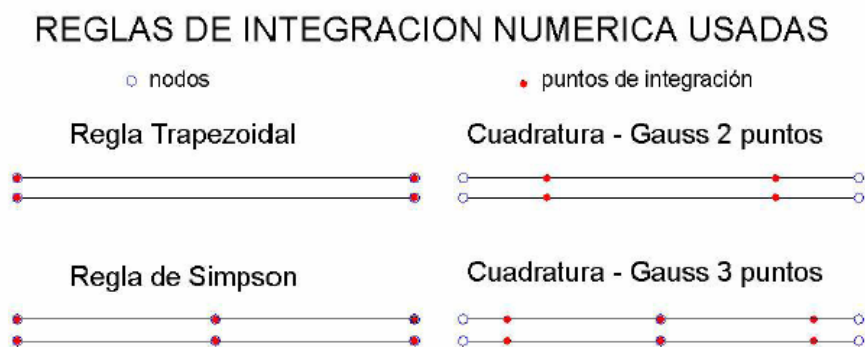 REGLAS DE INTEGRACION NUMERICA USADAS
nodos
puntos de integración
Regla Trapezoidal
Cuadratura - Gauss 2 puntos
Regla de Simpson
Cuadratura - Gauss 3 puntos